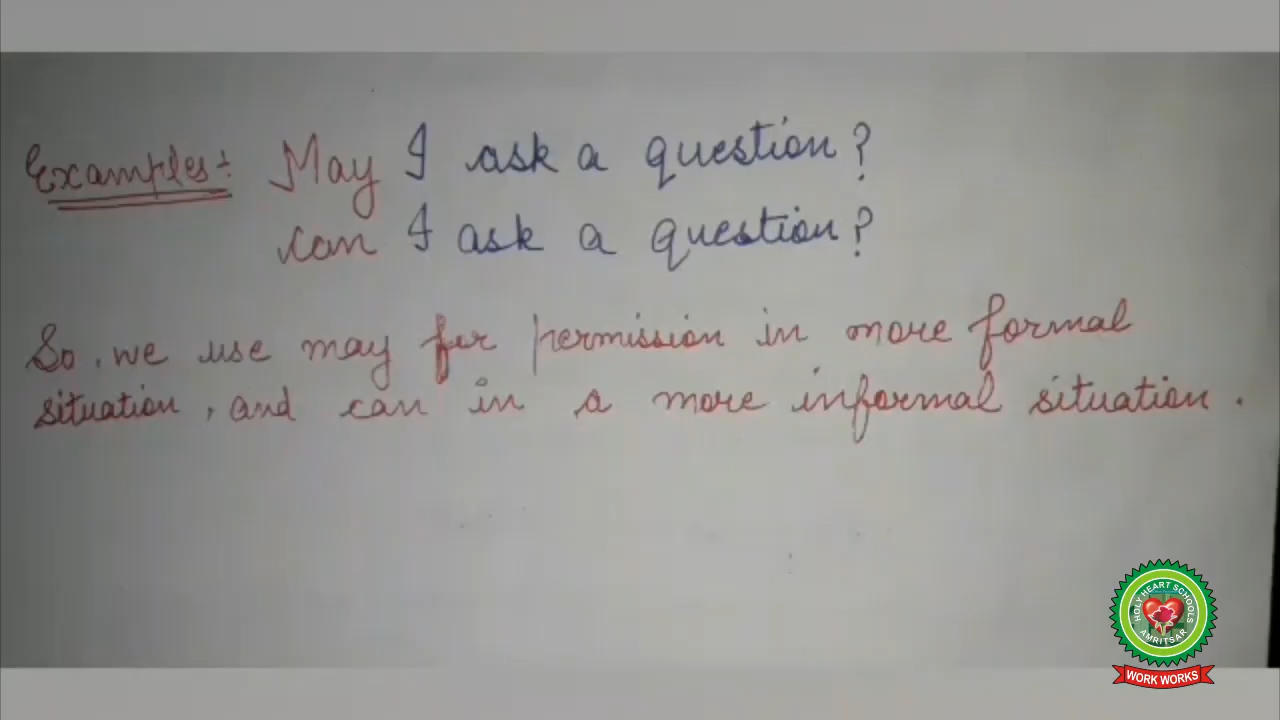 Examples:- May I ask a question?
can I ask a question?
So, we use may for permission in more formal
situation, and can in a more informal situation.
HOLY HEART SCHOOLS
AMRITSAR
WORK WORKS